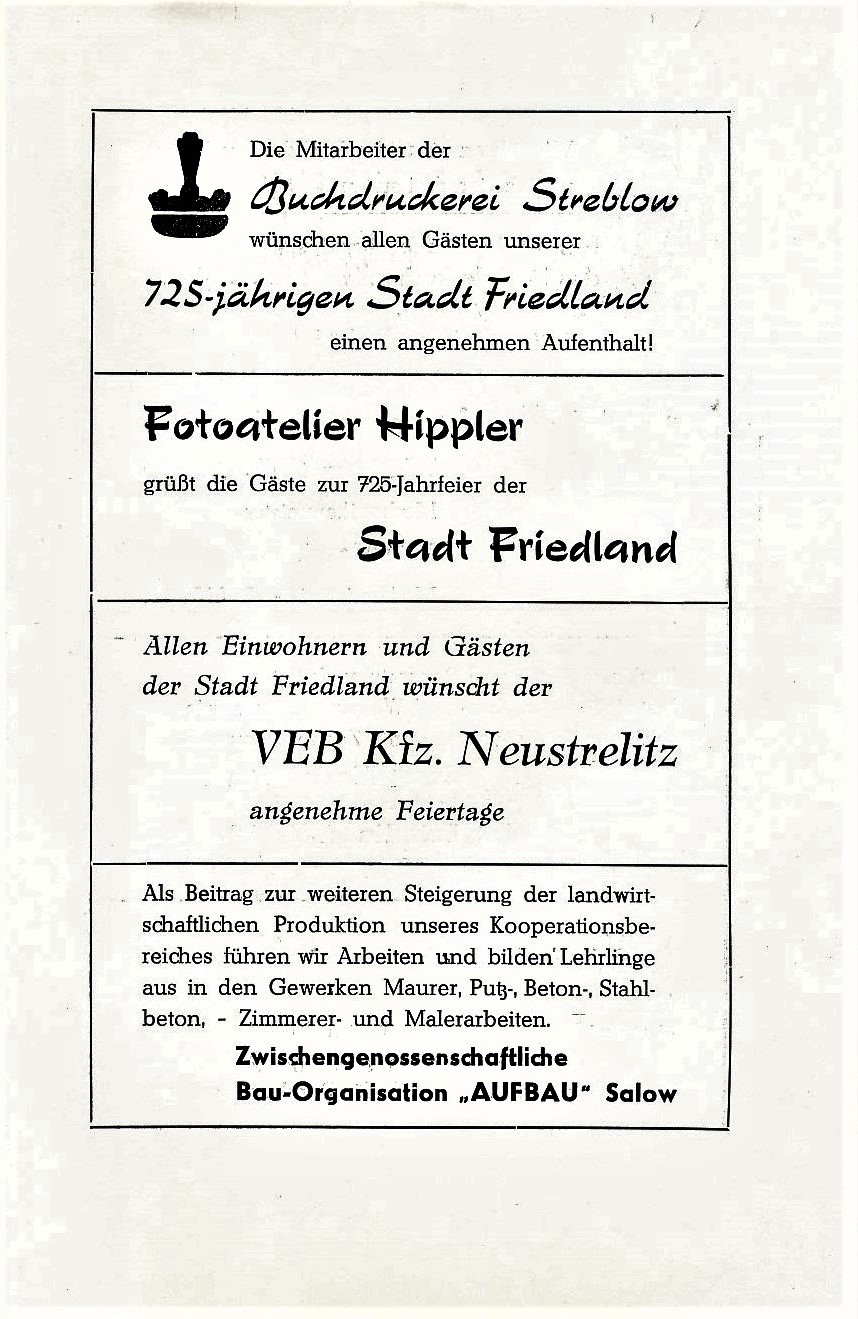 Die Mitarbeiter der
Buchdruckerei Streblow
wünschen allen Gästen unserer
725-jährigen Stadt Friedland
einen angenehmen Aufenthalt!
Fotoatelier Hippler
grüßt die Gäste zur 725-Jahrfeier der
Stadt Friedland
Allen Einwohnern und Gästen
der Stadt Friedland wünscht der
VEB Kfz. Neustrelitz
angenehme Feiertage
Als Beitrag zur weiteren Steigerung der landwirt-
schaftlichen Produktion unseres Kooperationsbe-
reiches führen wir Arbeiten und bilden Lehrlinge
aus in den Gewerken Maurer, Putz-, Beton-, Stahl-
beton, - Zimmerer- und Malerarbeiten.
Zwischengenossenschaftliche
Bau-Organisation „AUFBAU" Salow